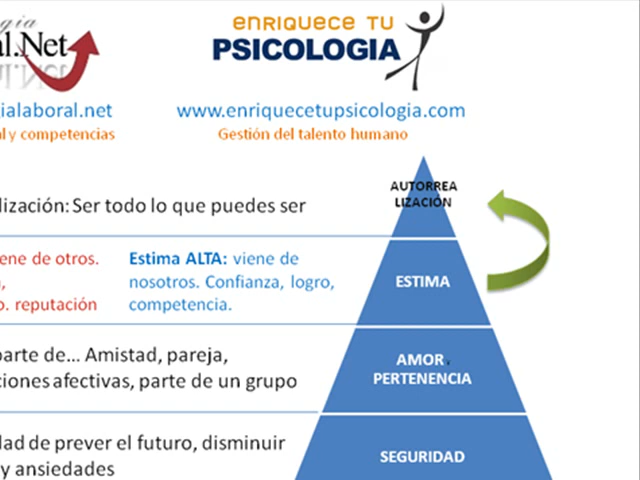 ENRIQUECE TU
PSICOLOGIA
al.Net
www.enriquecetupsicologia.com
ialaboral.net
Gestión del talento humano
al y competencias
AUTORREA
LIZACIÓN
lización: Ser todo lo que puedes ser
ene de otros.
Estima ALTA: viene de
nosotros. Confianza, logro,
o. reputación
competencia.
ESTIMA
parte de... Amistad, pareja,
ciones afectivas, parte de un grupo
AMOR
PERTENENCIA
dad de prever el futuro, disminuir
y ansiedades
SEGURIDAD